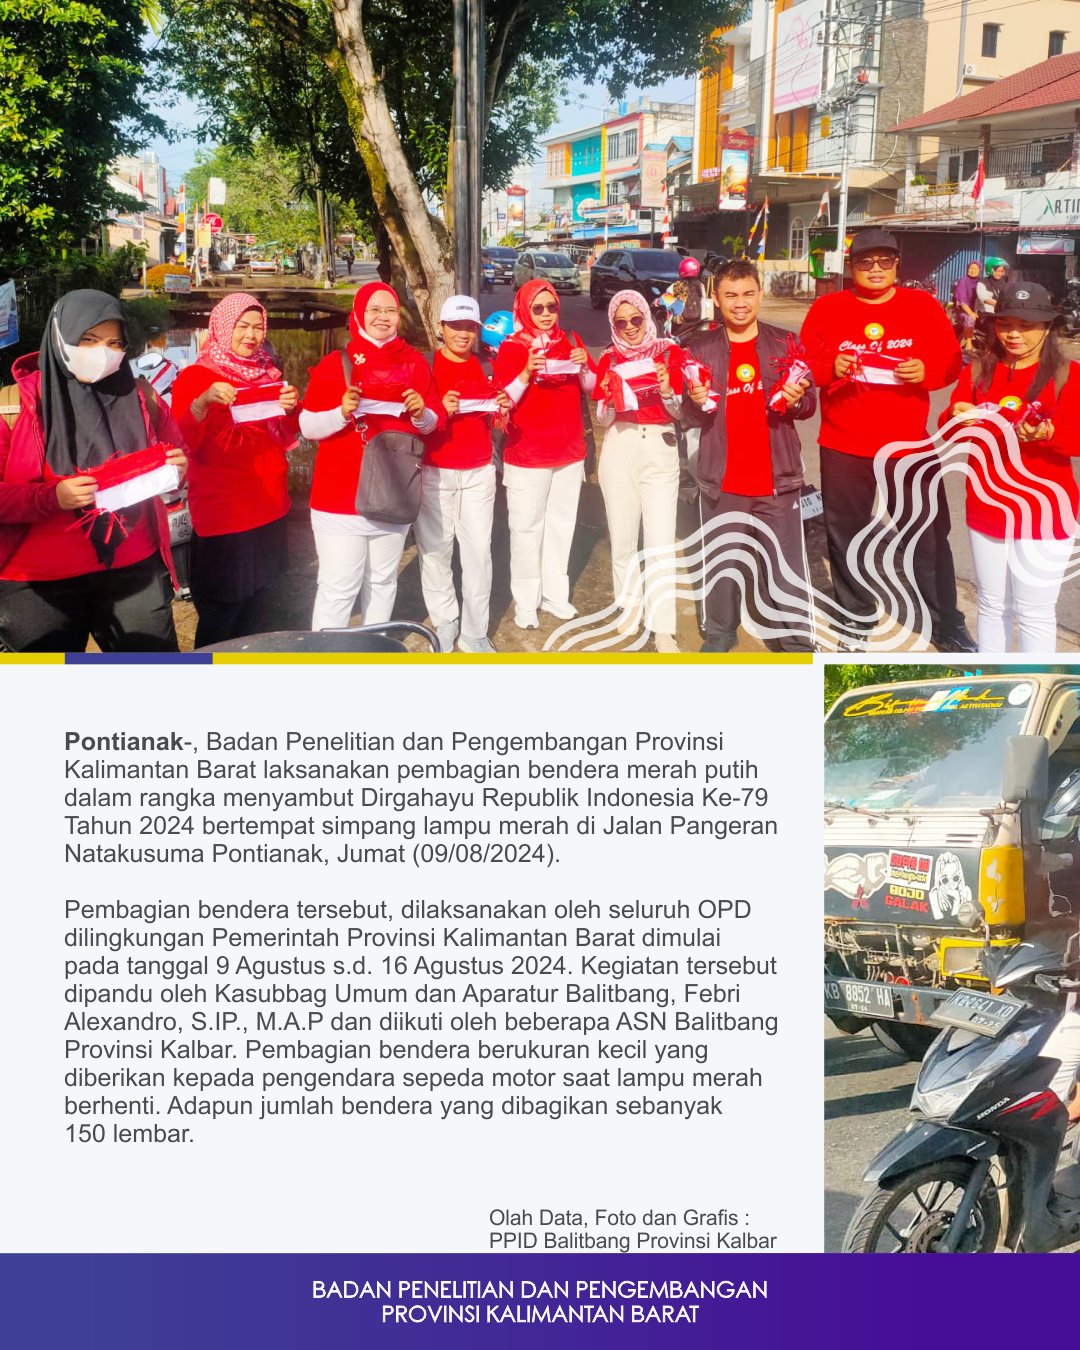 Sunyi
ARTI
Class Of 2024
lass Of 2
Pontianak-, Badan Penelitian dan Pengembangan Provinsi
Kalimantan Barat laksanakan pembagian bendera merah putih
dalam rangka menyambut Dirgahayu Republik Indonesia Ke-79
Tahun 2024 bertempat simpang lampu merah di Jalan Pangeran
Natakusuma Pontianak, Jumat (09/08/2024).
Pembagian bendera tersebut, dilaksanakan oleh seluruh OPD
dilingkungan Pemerintah Provinsi Kalimantan Barat dimulai
pada tanggal 9 Agustus s.d. 16 Agustus 2024. Kegiatan tersebut
dipandu oleh Kasubbag Umum dan Aparatur Balitbang, Febri
Alexandro, S.IP., M.A.P dan diikuti oleh beberapa ASN Balitbang
Provinsi Kalbar. Pembagian bendera berukuran kecil yang
diberikan kepada pengendara sepeda motor saat lampu merah
berhenti. Adapun jumlah bendera yang dibagikan sebanyak
150 lembar.
BOJO
GALAK
KB 8852 HA
HONDA
Olah Data, Foto dan Grafis :
PPID Balitbang Provinsi Kalbar
BADAN PENELITIAN DAN PENGEMBANGAN
PROVINSI KALIMANTAN BARAT